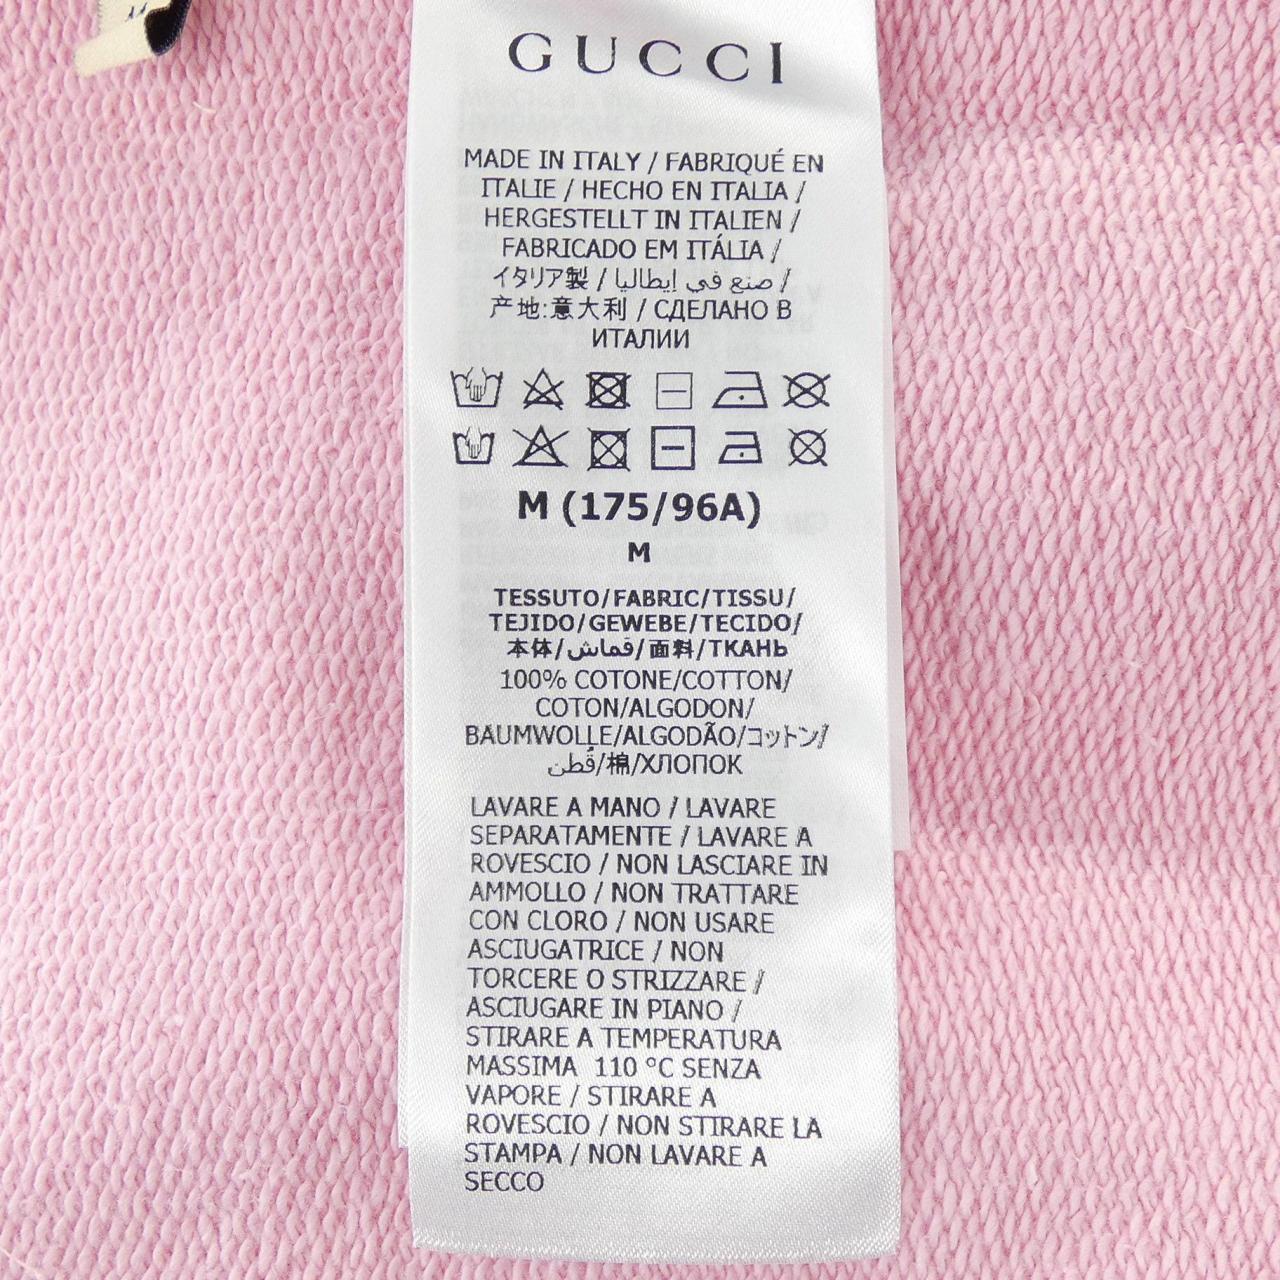 GUCCI
MADE IN ITALY / FABRIQUÉ EN
ITALIE / HECHO EN ITALIA /
HERGESTELLT IN ITALIEN /
FABRICADO EM ITÁLIA /
イタリア製 / صنع في إيطاليا /
产地:意大利 / СДЕЛАНО В
ИТАЛИИ
M (175/96A)
M
TESSUTO/FABRIC/TISSU/
TEJIDO/GEWEBE/TECIDO/
本体/قماش/面料/ТКАНЬ
100% COTONE/COTTON/
COTON/ALGODON/
BAUMWOLLE/ALGODÃO/コットン/
قُطن/棉/ХЛОПОК
LAVARE A MANO / LAVARE
SEPARATAMENTE / LAVARE A
ROVESCIO / NON LASCIARE IN
AMMOLLO / NON TRATTARE
CON CLORO / NON USARE
ASCIUGATRICE / NON
TORCERE O STRIZZARE /
ASCIUGARE IN PIANO /
STIRARE A TEMPERATURA
MASSIMA 110 °C SENZA
VAPORE / STIRARE A
ROVESCIO / NON STIRARE LA
STAMPA / NON LAVARE A
SECCO